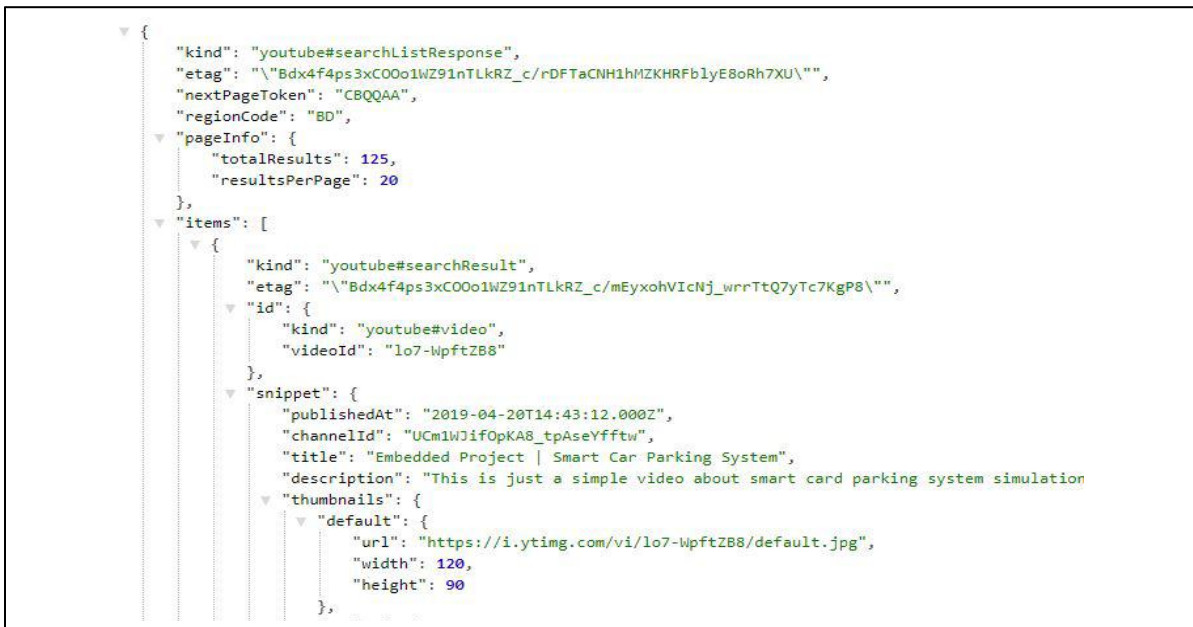 {
"kind": "youtube#searchListResponse",
"etag": "\"Bdx4f4ps3xCOOo1WZ91nTLkRZ_c/rDFTaCNH1hMZKHRFblyE8oRh7XU\"",
"nextPageToken": "CBQQAA",
"regionCode": "BD",
"pageInfo": {
"totalResults": 125,
"resultsPerPage": 20
},
"items": [
{
"kind": "youtube#searchResult",
"etag": "\"Bdx4f4ps3xCOOo1WZ91nTLkRZ_c/mEyxohVIcNj_wrrTtQ7yTc7KgP8\"",
"id": {
"kind": "youtube#video",
"videoId": "lo7-WpftZB8"
},
"snippet": {
"publishedAt": "2019-04-20T14:43:12.000Z",
"channelId": "UCm1WJifOpKA8_tpAseYfftw",
"title": "Embedded Project | Smart Car Parking System",
"description": "This is just a simple video about smart card parking system simulation
"thumbnails": {
"default": {
"url": "https://i.ytimg.com/vi/lo7-WpftZB8/default.jpg",
"width": 120,
"height": 90
},